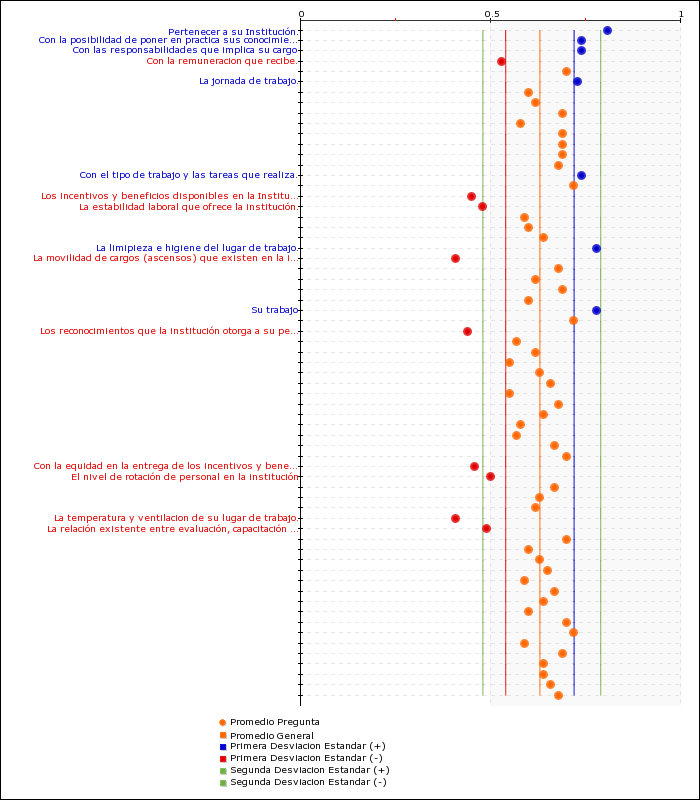 0 0.5 1
Pertenecer a su Institución.
Con la posibilidad de poner en practica sus conocimie...
Con las responsabilidades que implica su cargo
Con la remuneracion que recibe.
La jornada de trabajo.
Con el tipo de trabajo y las tareas que realiza.
Los incentivos y beneficios disponibles en la Institu...
La estabilidad laboral que ofrece la institución.
La limipieza e higiene del lugar de trabajo.
La movilidad de cargos (ascensos) que existen en la i...
Su trabajo
Los reconocimientos que la institución otorga a su pe...
Con la equidad en la entrega de los incentivos y bene...
El nivel de rotación de personal en la institución
La temperatura y ventilacion de su lugar de trabajo.
La relación existente entre evaluación, capacitación ...
Promedio Pregunta
Promedio General
Primera Desviacion Estandar (+)
Primera Desviacion Estandar (-)
Segunda Desviacion Estandar (+)
Segunda Desviacion Estandar (-)